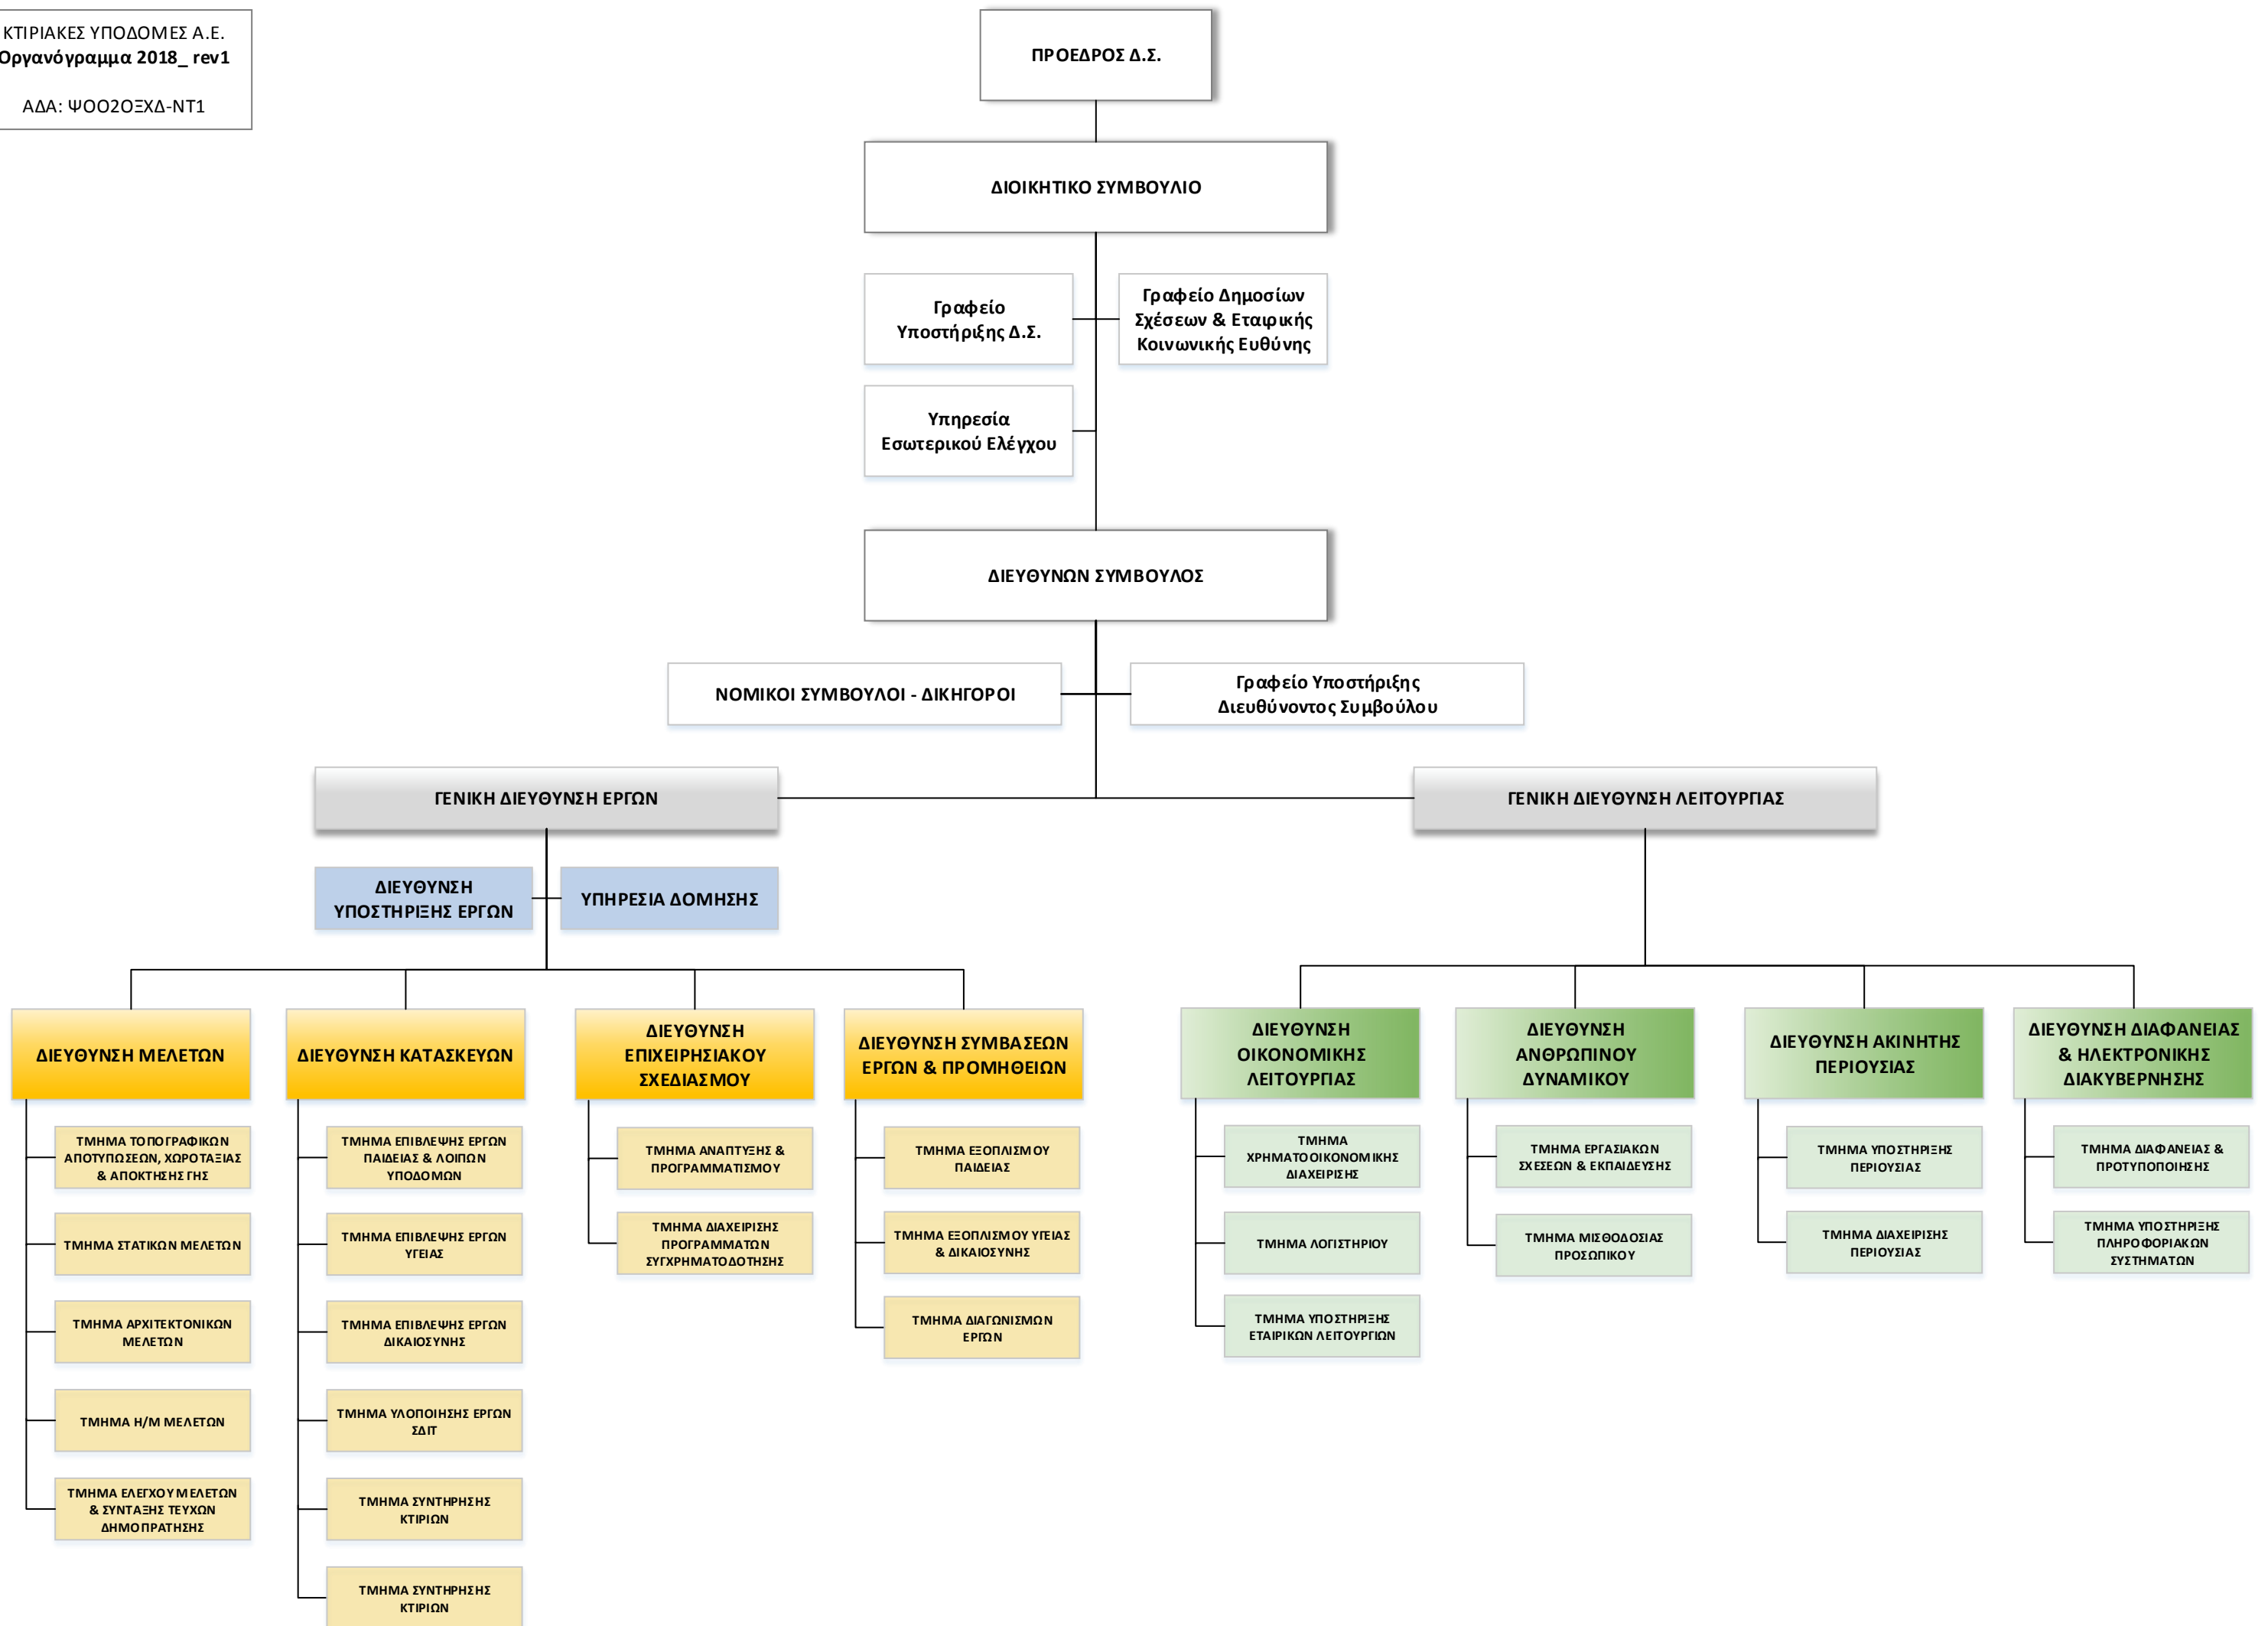 ΚΤΙΡΙΑΚΕΣ ΥΠΟΔΟΜΕΣ Α.Ε.
Οργανόγραμμα 2018_ rev1
ΑΔΑ: ΨΟΟ2ΟΞΧΔ-ΝΤ1
ΠΡΟΕΔΡΟΣ Δ.Σ.
ΔΙΟΙΚΗΤΙΚΟ ΣΥΜΒΟΥΛΙΟ
Γραφείο
Υποστήριξης Δ.Σ.
Γραφείο Δημοσίων
Σχέσεων & Εταιρικής
Κοινωνικής Ευθύνης
Υπηρεσία
Εσωτερικού Ελέγχου
ΔΙΕΥΘΥΝΩΝ ΣΥΜΒΟΥΛΟΣ
ΝΟΜΙΚΟΙ ΣΥΜΒΟΥΛΟΙ - ΔΙΚΗΓΟΡΟΙ
Γραφείο Υποστήριξης
Διευθύνοντος Συμβούλου
ΓΕΝΙΚΗ ΔΙΕΥΘΥΝΣΗ ΕΡΓΩΝ
ΓΕΝΙΚΗ ΔΙΕΥΘΥΝΣΗ ΛΕΙΤΟΥΡΓΙΑΣ
ΔΙΕΥΘΥΝΣΗ
ΥΠΟΣΤΗΡΙΞΗΣ ΕΡΓΩΝ
ΥΠΗΡΕΣΙΑ ΔΟΜΗΣΗΣ
ΔΙΕΥΘΥΝΣΗ ΜΕΛΕΤΩΝ
ΤΜΗΜΑ ΤΟΠΟΓΡΑΦΙΚΩΝ
ΑΠΟΤΥΠΩΣΕΩΝ, ΧΩΡΟΤΑΞΙΑΣ
& ΑΠΟΚΤΗΣΗΣ ΓΗΣ
ΤΜΗΜΑ ΣΤΑΤΙΚΩΝ ΜΕΛΕΤΩΝ
ΤΜΗΜΑ ΑΡΧΙΤΕΚΤΟΝΙΚΩΝ
ΜΕΛΕΤΩΝ
ΤΜΗΜΑ Η/Μ ΜΕΛΕΤΩΝ
ΤΜΗΜΑ ΕΛΕΓΧΟΥ ΜΕΛΕΤΩΝ
& ΣΥΝΤΑΞΗΣ ΤΕΥΧΩΝ
ΔΗΜΟΠΡΑΤΗΣΗΣ
ΔΙΕΥΘΥΝΣΗ ΚΑΤΑΣΚΕΥΩΝ
ΤΜΗΜΑ ΕΠΙΒΛΕΨΗΣ ΕΡΓΩΝ
ΠΑΙΔΕΙΑΣ & ΛΟΙΠΩΝ
ΥΠΟΔΟΜΩΝ
ΤΜΗΜΑ ΕΠΙΒΛΕΨΗΣ ΕΡΓΩΝ
ΥΓΕΙΑΣ
ΤΜΗΜΑ ΕΠΙΒΛΕΨΗΣ ΕΡΓΩΝ
ΔΙΚΑΙΟΣΥΝΗΣ
ΤΜΗΜΑ ΥΛΟΠΟΙΗΣΗΣ ΕΡΓΩΝ
ΣΔΙΤ
ΤΜΗΜΑ ΣΥΝΤΗΡΗΣΗΣ
ΚΤΙΡΙΩΝ
ΤΜΗΜΑ ΣΥΝΤΗΡΗΣΗΣ
ΚΤΙΡΙΩΝ
ΔΙΕΥΘΥΝΣΗ
ΕΠΙΧΕΙΡΗΣΙΑΚΟΥ
ΣΧΕΔΙΑΣΜΟΥ
ΤΜΗΜΑ ΑΝΑΠΤΥΞΗΣ &
ΠΡΟΓΡΑΜΜΑΤΙΣΜΟΥ
ΤΜΗΜΑ ΔΙΑΧΕΙΡΙΣΗΣ
ΠΡΟΓΡΑΜΜΑΤΩΝ
ΣΥΓΧΡΗΜΑΤΟΔΟΤΗΣΗΣ
ΔΙΕΥΘΥΝΣΗ ΣΥΜΒΑΣΕΩΝ
ΕΡΓΩΝ & ΠΡΟΜΗΘΕΙΩΝ
ΤΜΗΜΑ ΕΞΟΠΛΙΣΜΟΥ
ΠΑΙΔΕΙΑΣ
ΤΜΗΜΑ ΕΞΟΠΛΙΣΜΟΥ ΥΓΕΙΑΣ
& ΔΙΚΑΙΟΣΥΝΗΣ
ΤΜΗΜΑ ΔΙΑΓΩΝΙΣΜΩΝ
ΕΡΓΩΝ
ΔΙΕΥΘΥΝΣΗ
ΟΙΚΟΝΟΜΙΚΗΣ
ΛΕΙΤΟΥΡΓΙΑΣ
ΤΜΗΜΑ
ΧΡΗΜΑΤΟΟΙΚΟΝΟΜΙΚΗΣ
ΔΙΑΧΕΙΡΙΣΗΣ
ΤΜΗΜΑ ΛΟΓΙΣΤΗΡΙΟΥ
ΤΜΗΜΑ ΥΠΟΣΤΗΡΙΞΗΣ
ΕΤΑΙΡΙΚΩΝ ΛΕΙΤΟΥΡΓΙΩΝ
ΔΙΕΥΘΥΝΣΗ
ΑΝΘΡΩΠΙΝΟΥ
ΔΥΝΑΜΙΚΟΥ
ΤΜΗΜΑ ΕΡΓΑΣΙΑΚΩΝ
ΣΧΕΣΕΩΝ & ΕΚΠΑΙΔΕΥΣΗΣ
ΤΜΗΜΑ ΜΙΣΘΟΔΟΣΙΑΣ
ΠΡΟΣΩΠΙΚΟΥ
ΔΙΕΥΘΥΝΣΗ ΑΚΙΝΗΤΗΣ
ΠΕΡΙΟΥΣΙΑΣ
ΤΜΗΜΑ ΥΠΟΣΤΗΡΙΞΗΣ
ΠΕΡΙΟΥΣΙΑΣ
ΤΜΗΜΑ ΔΙΑΧΕΙΡΙΣΗΣ
ΠΕΡΙΟΥΣΙΑΣ
ΔΙΕΥΘΥΝΣΗ ΔΙΑΦΑΝΕΙΑΣ
& ΗΛΕΚΤΡΟΝΙΚΗΣ
ΔΙΑΚΥΒΕΡΝΗΣΗΣ
ΤΜΗΜΑ ΔΙΑΦΑΝΕΙΑΣ &
ΠΡΟΤΥΠΟΠΟΙΗΣΗΣ
ΤΜΗΜΑ ΥΠΟΣΤΗΡΙΞΗΣ
ΠΛΗΡΟΦΟΡΙΑΚΩΝ
ΣΥΣΤΗΜΑΤΩΝ